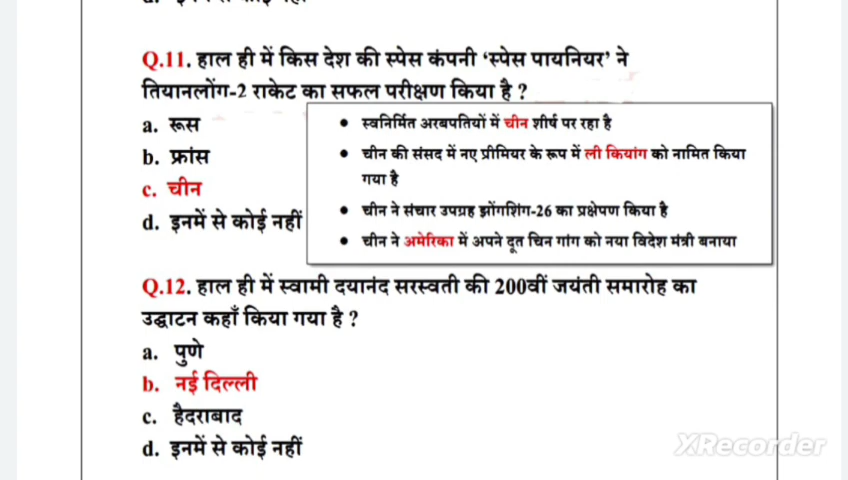 d. इनमें से कोई नहीं
Q.11. हाल ही में किस देश की स्पेस कंपनी ‘स्पेस पायनियर’ ने
तियानलोंग-2 राकेट का सफल परीक्षण किया है ?
a. रूस
b. फ्रांस
c. चीन
d. इनमें से कोई नहीं
• स्वनिर्मित अरबपतियों में चीन शीर्ष पर रहा है
• चीन की संसद में नए प्रीमियर के रूप में ली कियांग को नामित किया
गया है
• चीन ने संचार उपग्रह झोंगशिंग-26 का प्रक्षेपण किया है
• चीन ने अमेरिका में अपने दूत चिन गांग को नया विदेश मंत्री बनाया
Q.12. हाल ही में स्वामी दयानंद सरस्वती की 200वीं जयंती समारोह का
उद्घाटन कहाँ किया गया है ?
a. पुणे
b. नई दिल्ली
c. हैदराबाद
d. इनमें से कोई नहीं
XRecorder